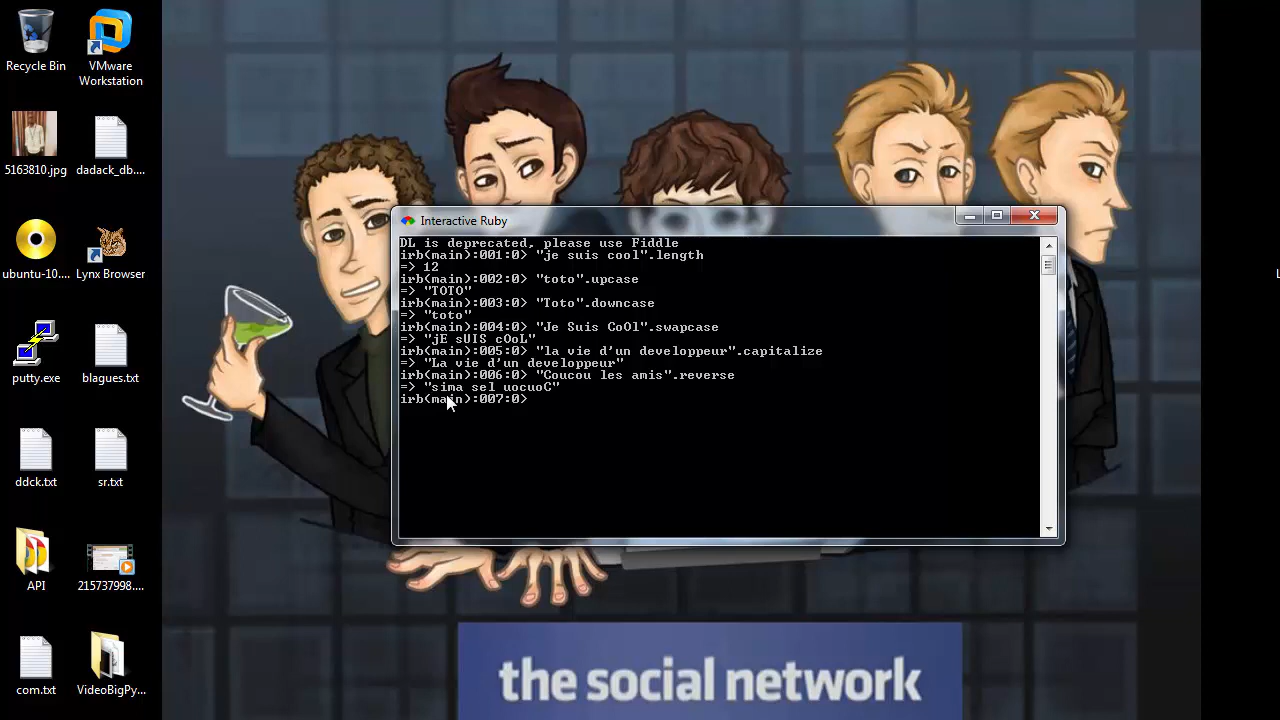 Recycle Bin
VMware
Workstation
5163810.jpg
dadack_db....
ubuntu-10....
Lynx Browser
putty.exe
blagues.txt
ddck.txt
sr.txt
API
215737998....
com.txt
VideoBigPy...
Interactive Ruby
DL is deprecated, please use Fiddle
irb(main):001:0> "je suis cool".length
=> 12
irb(main):002:0> "toto".upcase
=> "TOTO"
irb(main):003:0> "Toto".downcase
=> "toto"
irb(main):004:0> "Je Suis CoOl".swapcase
=> "jE sUIS cOoL"
irb(main):005:0> "la vie d'un developpeur".capitalize
=> "La vie d'un developpeur"
irb(main):006:0> "Coucou les amis".reverse
=> "sima sel uocuoC"
irb(main):007:0>
the social network